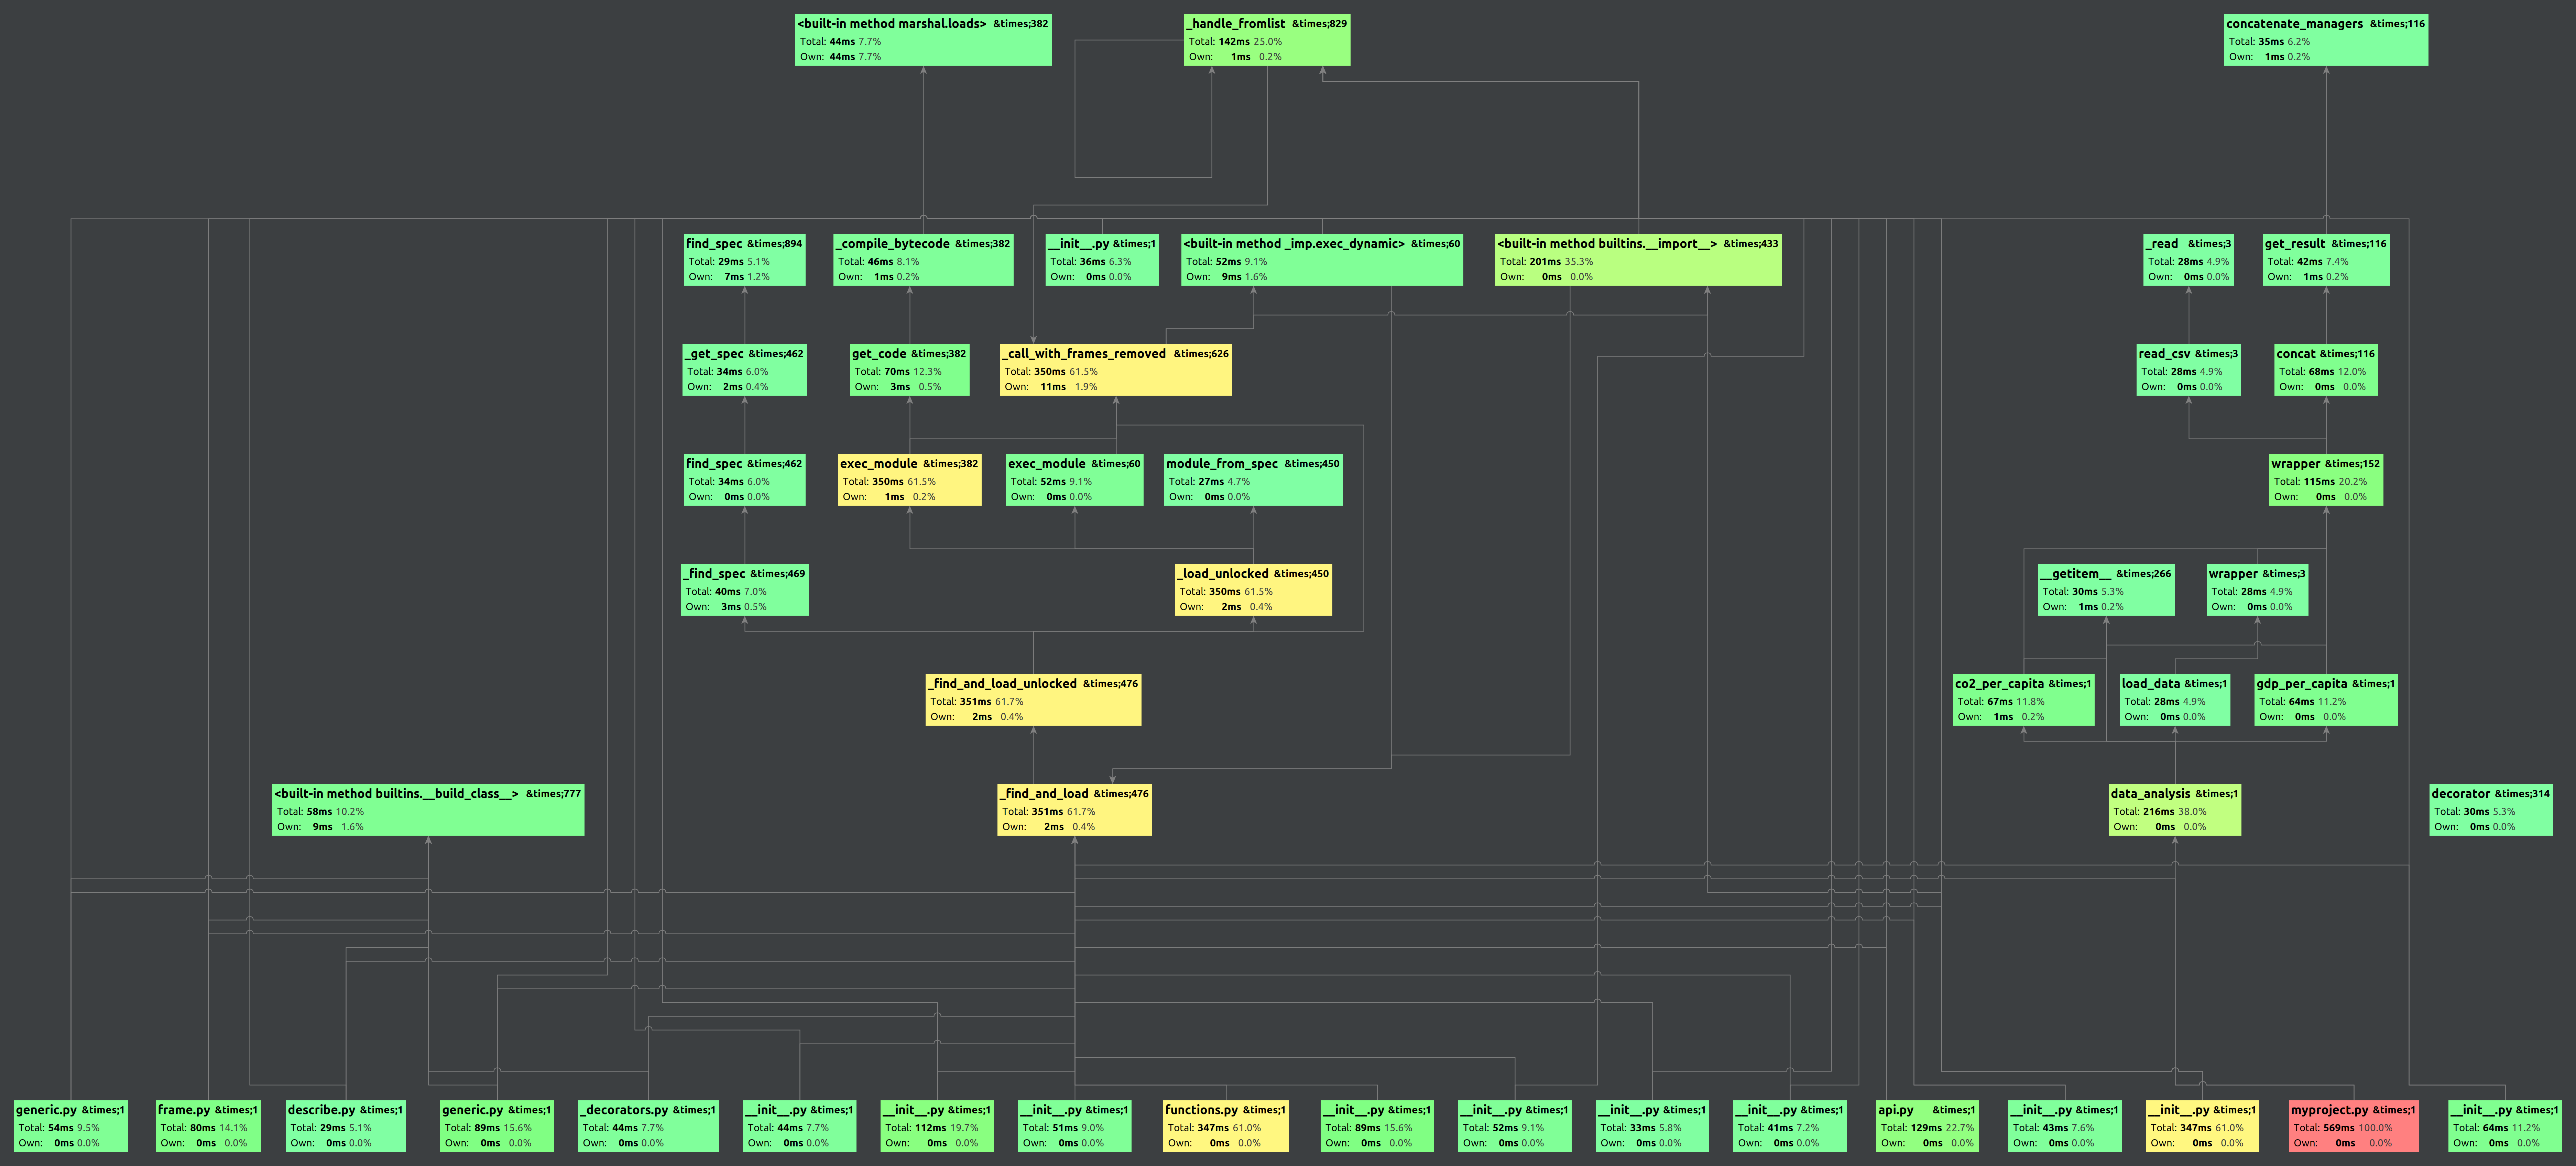 <built-in method marshal.loads> &times;382
Total: 44ms 7.7%
Own: 44ms 7.7%
_handle_fromlist &times;829
Total: 142ms 25.0%
Own: 1ms 0.2%
concatenate_managers &times;116
Total: 35ms 6.2%
Own: 1ms 0.2%
find_spec &times;894
Total: 29ms 5.1%
Own: 7ms 1.2%
_compile_bytecode &times;382
Total: 46ms 8.1%
Own: 1ms 0.2%
__init__.py &times;1
Total: 36ms 6.3%
Own: 0ms 0.0%
<built-in method _imp.exec_dynamic> &times;60
Total: 52ms 9.1%
Own: 9ms 1.6%
<built-in method builtins.__import__> &times;433
Total: 201ms 35.3%
Own: 0ms 0.0%
_read &times;3
Total: 28ms 4.9%
Own: 0ms 0.0%
get_result &times;116
Total: 42ms 7.4%
Own: 1ms 0.2%
_get_spec &times;462
Total: 34ms 6.0%
Own: 2ms 0.4%
get_code &times;382
Total: 70ms 12.3%
Own: 3ms 0.5%
_call_with_frames_removed &times;626
Total: 350ms 61.5%
Own: 11ms 1.9%
read_csv &times;3
Total: 28ms 4.9%
Own: 0ms 0.0%
concat &times;116
Total: 68ms 12.0%
Own: 0ms 0.0%
find_spec &times;462
Total: 34ms 6.0%
Own: 0ms 0.0%
exec_module &times;382
Total: 350ms 61.5%
Own: 1ms 0.2%
exec_module &times;60
Total: 52ms 9.1%
Own: 0ms 0.0%
module_from_spec &times;450
Total: 27ms 4.7%
Own: 0ms 0.0%
wrapper &times;152
Total: 115ms 20.2%
Own: 0ms 0.0%
_find_spec &times;469
Total: 40ms 7.0%
Own: 3ms 0.5%
_load_unlocked &times;450
Total: 350ms 61.5%
Own: 2ms 0.4%
__getitem__ &times;266
Total: 30ms 5.3%
Own: 1ms 0.2%
wrapper &times;3
Total: 28ms 4.9%
Own: 0ms 0.0%
_find_and_load_unlocked &times;476
Total: 351ms 61.7%
Own: 2ms 0.4%
co2_per_capita &times;1
Total: 67ms 11.8%
Own: 1ms 0.2%
load_data &times;1
Total: 28ms 4.9%
Own: 0ms 0.0%
gdp_per_capita &times;1
Total: 64ms 11.2%
Own: 0ms 0.0%
<built-in method builtins.__build_class__> &times;777
Total: 58ms 10.2%
Own: 9ms 1.6%
_find_and_load &times;476
Total: 351ms 61.7%
Own: 2ms 0.4%
data_analysis &times;1
Total: 216ms 38.0%
Own: 0ms 0.0%
decorator &times;314
Total: 30ms 5.3%
Own: 0ms 0.0%
generic.py &times;1
Total: 54ms 9.5%
Own: 0ms 0.0%
frame.py &times;1
Total: 80ms 14.1%
Own: 0ms 0.0%
describe.py &times;1
Total: 29ms 5.1%
Own: 0ms 0.0%
generic.py &times;1
Total: 89ms 15.6%
Own: 0ms 0.0%
_decorators.py &times;1
Total: 44ms 7.7%
Own: 0ms 0.0%
__init__.py &times;1
Total: 44ms 7.7%
Own: 0ms 0.0%
__init__.py &times;1
Total: 112ms 19.7%
Own: 0ms 0.0%
__init__.py &times;1
Total: 51ms 9.0%
Own: 0ms 0.0%
functions.py &times;1
Total: 347ms 61.0%
Own: 0ms 0.0%
__init__.py &times;1
Total: 89ms 15.6%
Own: 0ms 0.0%
__init__.py &times;1
Total: 52ms 9.1%
Own: 0ms 0.0%
__init__.py &times;1
Total: 33ms 5.8%
Own: 0ms 0.0%
__init__.py &times;1
Total: 41ms 7.2%
Own: 0ms 0.0%
api.py &times;1
Total: 129ms 22.7%
Own: 0ms 0.0%
__init__.py &times;1
Total: 43ms 7.6%
Own: 0ms 0.0%
__init__.py &times;1
Total: 347ms 61.0%
Own: 0ms 0.0%
myproject.py &times;1
Total: 569ms 100.0%
Own: 0ms 0.0%
__init__.py &times;1
Total: 64ms 11.2%
Own: 0ms 0.0%